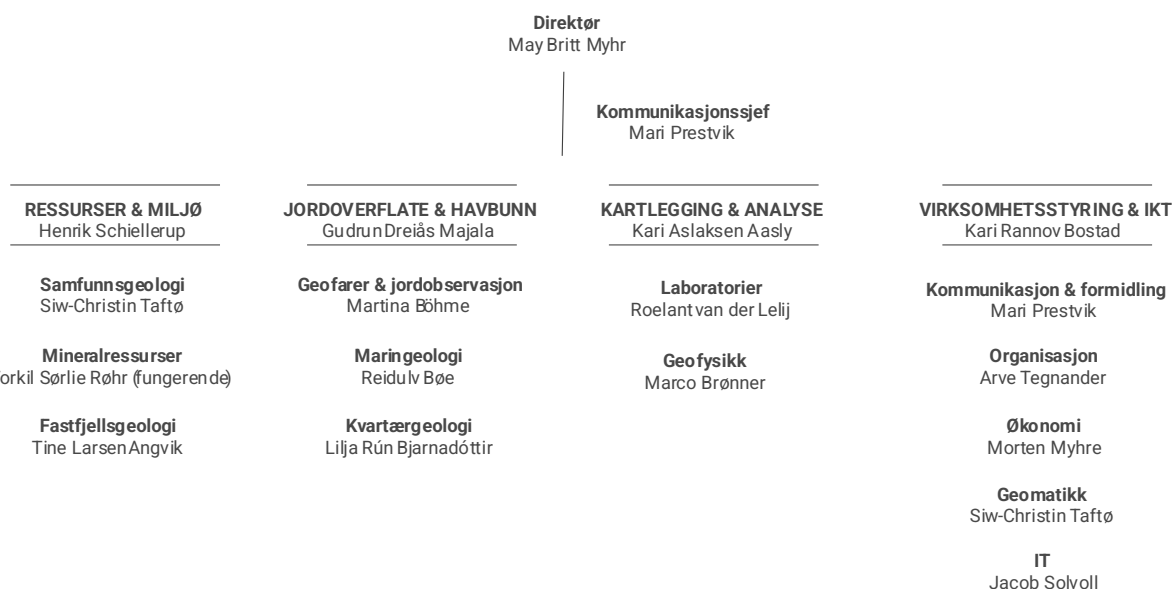 Direktør
May Britt Myhr
Kommunikasjonssjef
Mari Prestvik
RESSURSER & MILJØ
Henrik Schiellerup
Samfunnsgeologi
Siw-Christin Taftø
Mineralressurser
orkil Sørlie Røhr (fungerende)
Fastfjellsgeologi
Tine Larsen Angvik
JORDOVERFLATE & HAVBUNN
Gudrun Dreiås Majala
Geofarer & jordobservasjon
Martina Böhme
Maringeologi
Reidulv Bøe
Kvartærgeologi
Lilja Rún Bjarnadóttir
KARTLEGGING & ANALYSE
Kari Aslaksen Aasly
Laboratorier
Roelant van der Lelij
Geofysikk
Marco Brønner
VIRKSOMHETSSTYRING & IKT
Kari Rannov Bostad
Kommunikasjon & formidling
Mari Prestvik
Organisasjon
Arve Tegnander
Økonomi
Morten Myhre
Geomatikk
Siw-Christin Taftø
IT
Jacob Solvoll